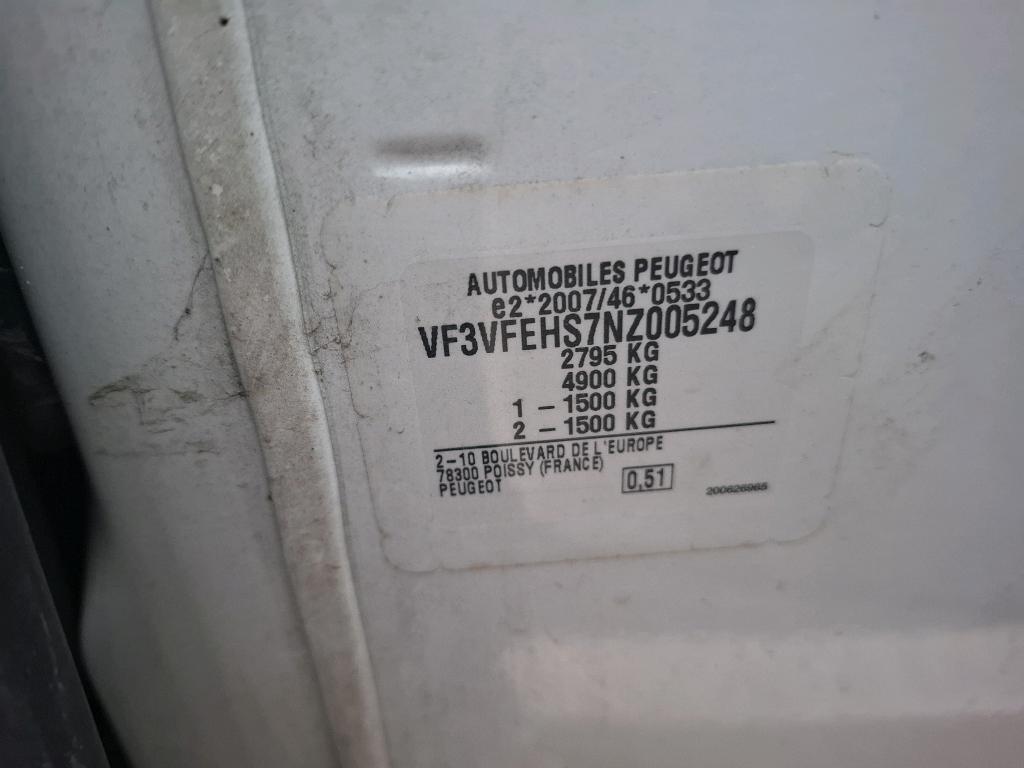 AUTOMOBILES PEUGEOT
e2*2007/46*0533
VF3VFEHS7NZ005248
2795 KG
4900 KG
1 – 1500 KG
2 – 1500 KG
2–10 BOULEVARD DE L'EUROPE
78300 POISSY (FRANCE)
PEUGEOT
0,51
200626965